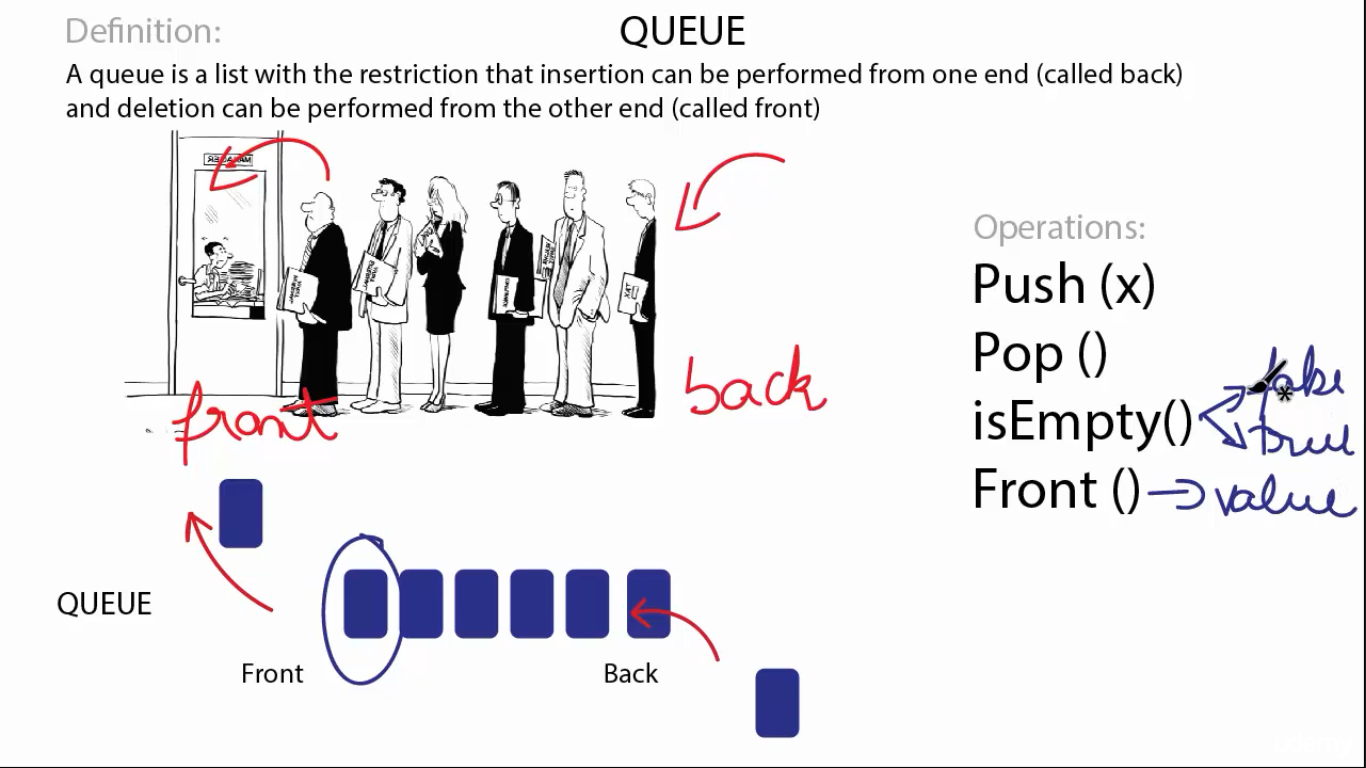 Definition:
QUEUE
A queue is a list with the restriction that insertion can be performed from one end (called back)
and deletion can be performed from the other end (called front)
MANAGER
front
back
Operations:
Push (x)
Pop ()
isEmpty()
false
true
Front ()
value
TAX
QUEUE
Front
Back
udemy